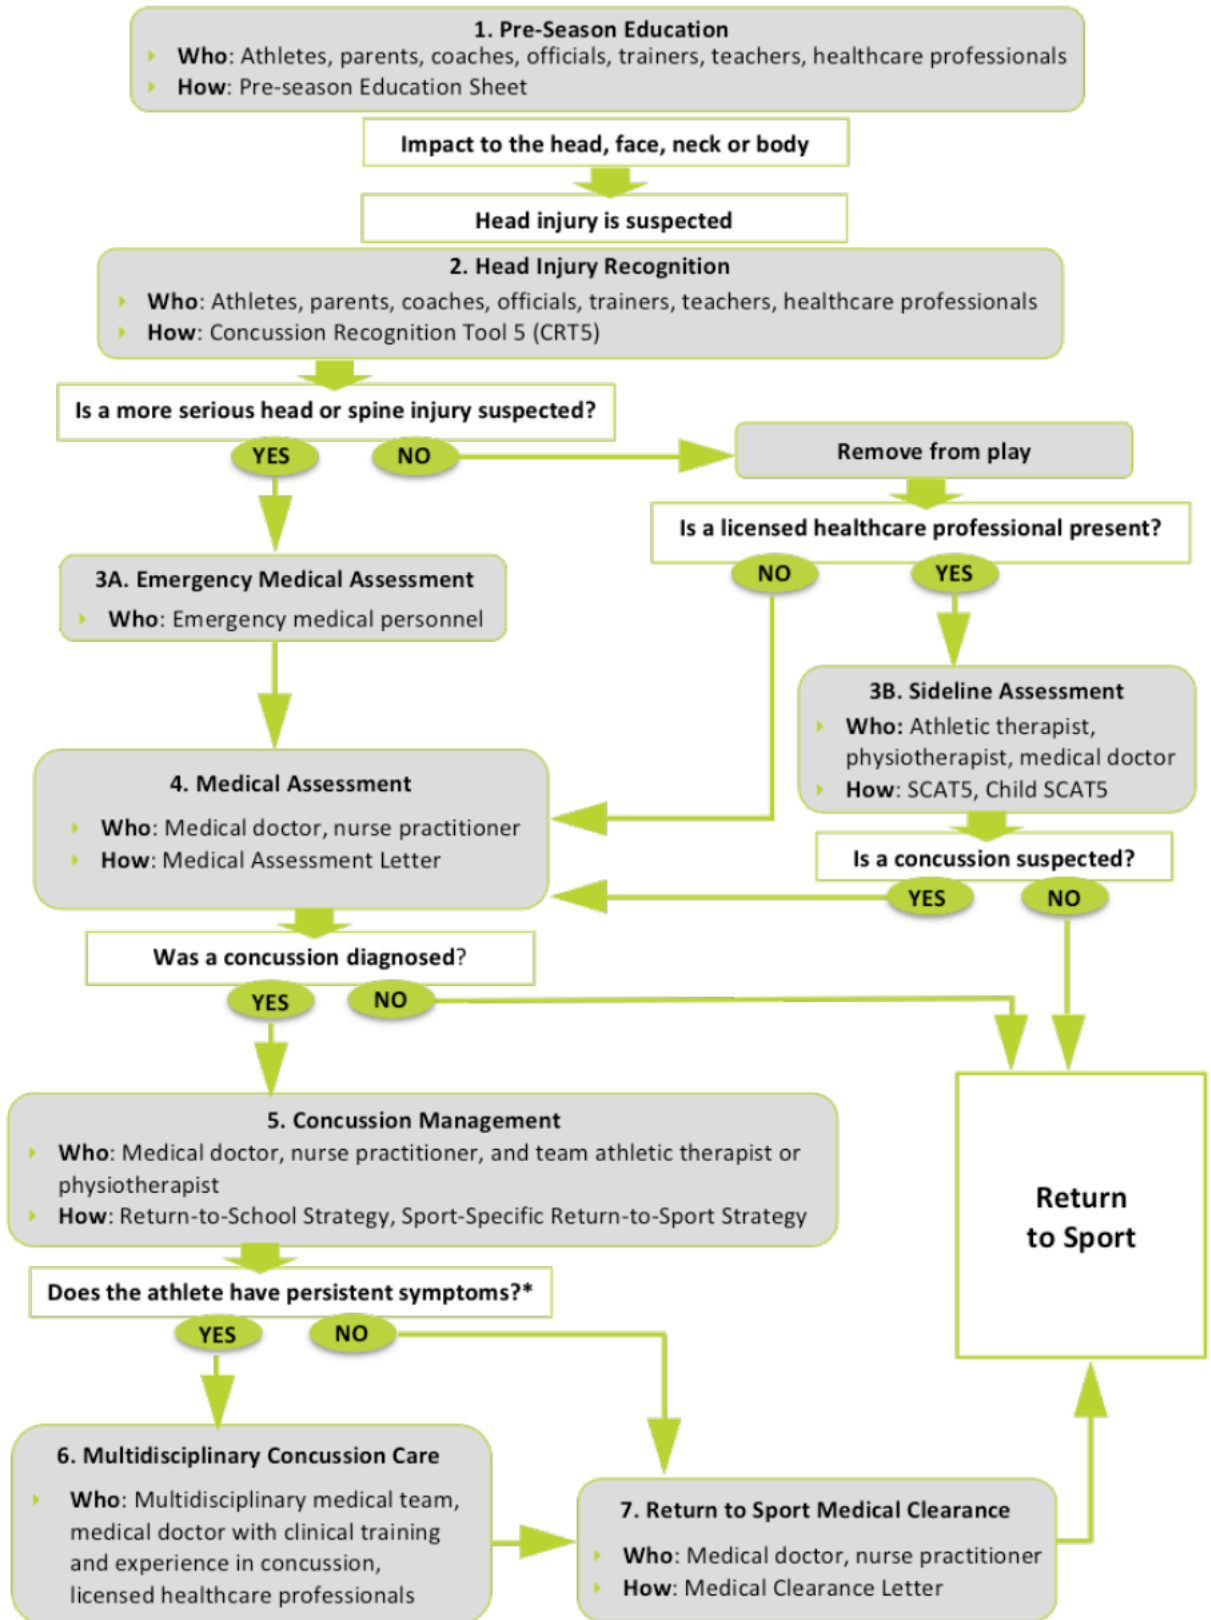 1. Pre-Season Education
Who: Athletes, parents, coaches, officials, trainers, teachers, healthcare professionals
How: Pre-season Education Sheet
Impact to the head, face, neck or body
Head injury is suspected
2. Head Injury Recognition
Who: Athletes, parents, coaches, officials, trainers, teachers, healthcare professionals
How: Concussion Recognition Tool 5 (CRT5)
Is a more serious head or spine injury suspected?
YES
NO
Remove from play
Is a licensed healthcare professional present?
NO
YES
3A. Emergency Medical Assessment
Who: Emergency medical personnel
3B. Sideline Assessment
Who: Athletic therapist,
physiotherapist, medical doctor
How: SCAT5, Child SCAT5
Is a concussion suspected?
YES
NO
4. Medical Assessment
Who: Medical doctor, nurse practitioner
How: Medical Assessment Letter
Was a concussion diagnosed?
YES
NO
5. Concussion Management
Who: Medical doctor, nurse practitioner, and team athletic therapist or
physiotherapist
How: Return-to-School Strategy, Sport-Specific Return-to-Sport Strategy
Return
to Sport
Does the athlete have persistent symptoms?*
YES
NO
6. Multidisciplinary Concussion Care
Who: Multidisciplinary medical team,
medical doctor with clinical training
and experience in concussion,
licensed healthcare professionals
7. Return to Sport Medical Clearance
Who: Medical doctor, nurse practitioner
How: Medical Clearance Letter